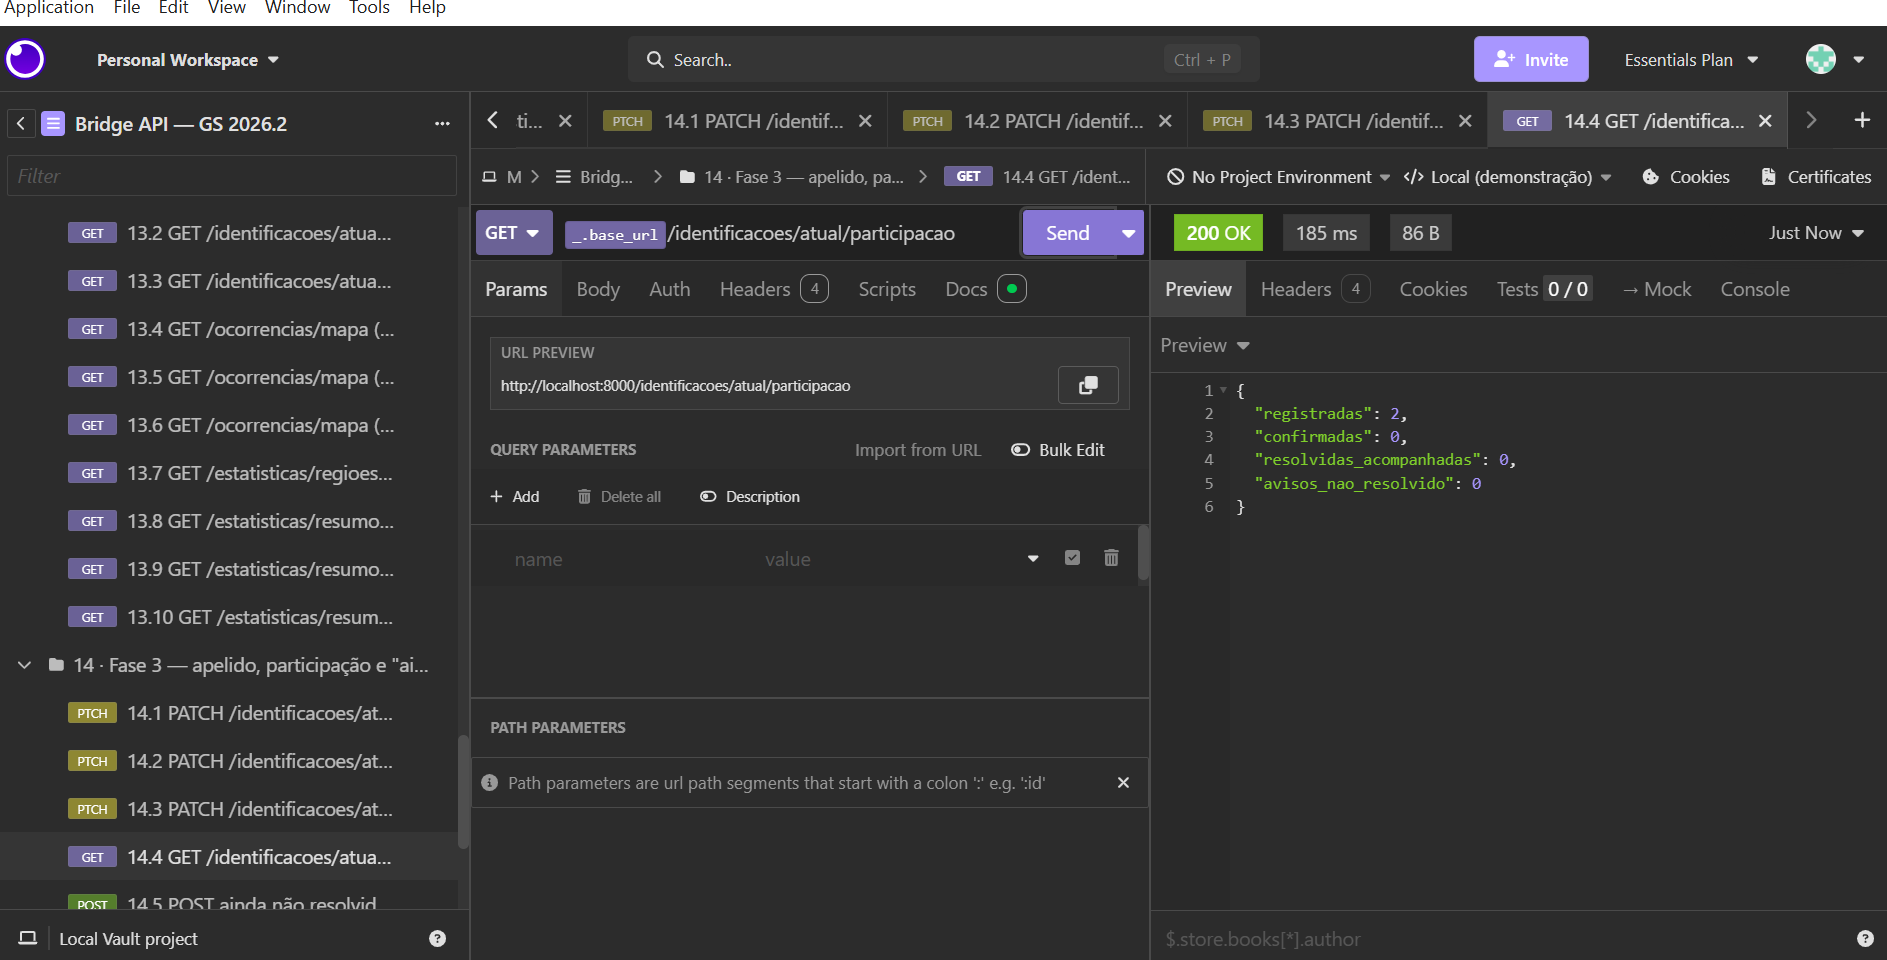 Application File Edit View Window Tools Help
Personal Workspace
Search..
Ctrl + P
Invite
Essentials Plan
Bridge API — GS 2026.2
Filter
GET 13.2 GET /identificacoes/atua...
GET 13.3 GET /identificacoes/atua...
GET 13.4 GET /ocorrencias/mapa (...
GET 13.5 GET /ocorrencias/mapa (...
GET 13.6 GET /ocorrencias/mapa (...
GET 13.7 GET /estatisticas/regioes...
GET 13.8 GET /estatisticas/resumo...
GET 13.9 GET /estatisticas/resumo...
GET 13.10 GET /estatisticas/resum...
14 · Fase 3 — apelido, participação e "ai...
PTCH 14.1 PATCH /identificacoes/at...
PTCH 14.2 PATCH /identificacoes/at...
PTCH 14.3 PATCH /identificacoes/at...
GET 14.4 GET /identificacoes/atua...
POST 14.5 POST ainda não resolvid
Local Vault project
ti...
PTCH 14.1 PATCH /identif...
PTCH 14.2 PATCH /identif...
PTCH 14.3 PATCH /identif...
GET 14.4 GET /identifica...
M > Bridg... > 14 · Fase 3 — apelido, pa... > GET 14.4 GET /ident...
No Project Environment
</> Local (demonstração)
Cookies
Certificates
GET _.base_url /identificacoes/atual/participacao
Send
Params Body Auth Headers 4 Scripts Docs
URL PREVIEW
http://localhost:8000/identificacoes/atual/participacao
QUERY PARAMETERS Import from URL Bulk Edit
+ Add Delete all Description
name value
PATH PARAMETERS
Path parameters are url path segments that start with a colon ':' e.g. ':id'
200 OK 185 ms 86 B Just Now
Preview Headers 4 Cookies Tests 0 / 0 → Mock Console
Preview
1 {
2 "registradas": 2,
3 "confirmadas": 0,
4 "resolvidas_acompanhadas": 0,
5 "avisos_nao_resolvido": 0
6 }
$.store.books[*].author